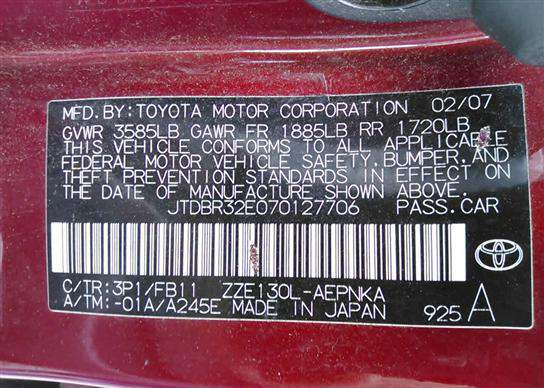 MFD.BY:TOYOTA MOTOR CORPORATION 02/07
GVWR 3585LB GAWR FR 1885LB RR 1720LB
THIS VEHICLE CONFORMS TO ALL APPLICABLE
FEDERAL MOTOR VEHICLE SAFETY,BUMPER,AND
THEFT PREVENTION STANDARDS IN EFFECT ON
THE DATE OF MANUFACTURE SHOWN ABOVE.
JTDBR32E070127706 PASS.CAR
C/TR:3P1/FB11 ZZE130L-AEPNKA
A/TM:-01A/A245E MADE IN JAPAN 925 A
TOYOTA